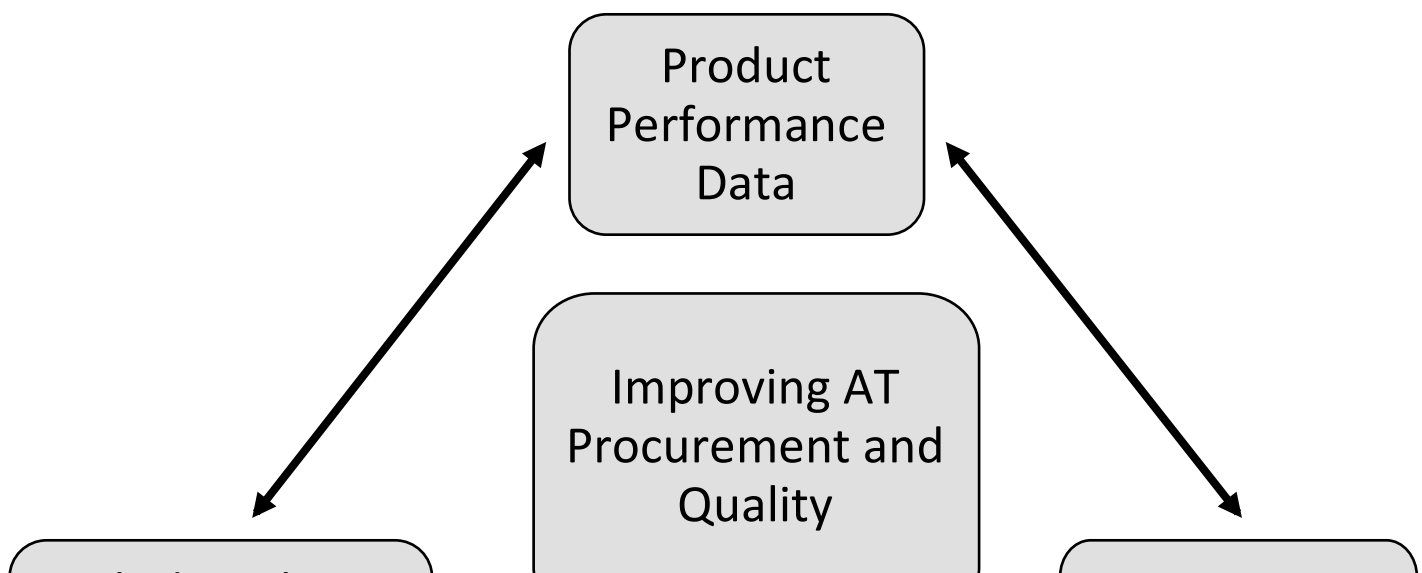 Product
Performance
Data
Improving AT
Procurement and
Quality